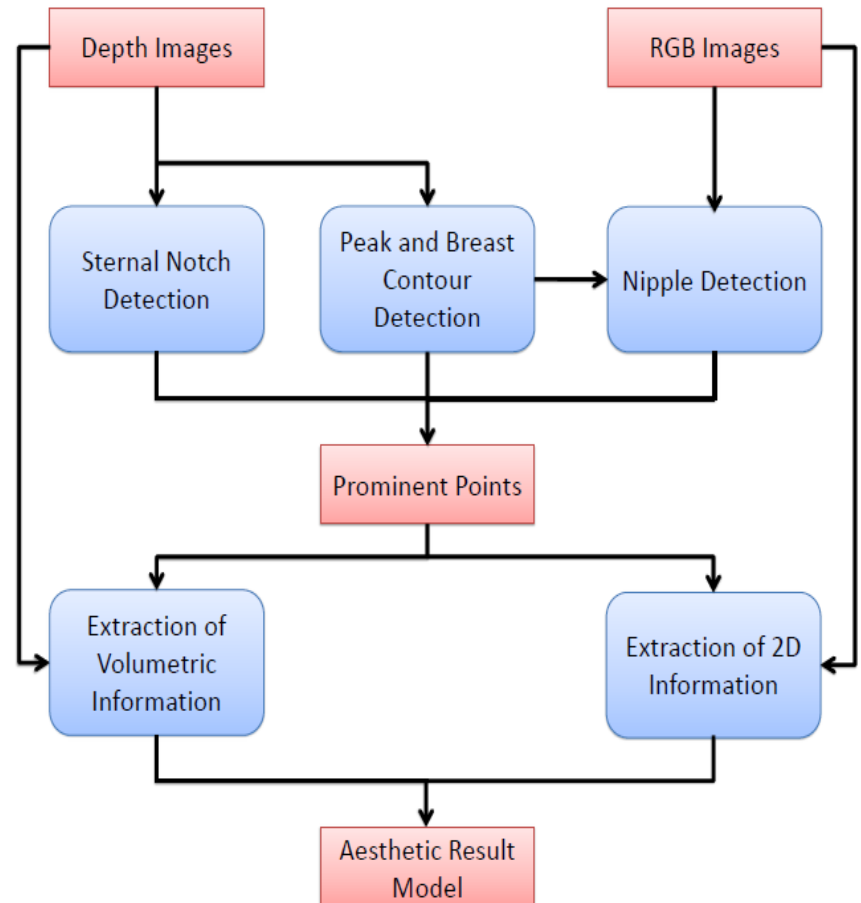 Depth Images
RGB Images
Sternal Notch
Detection
Peak and Breast
Contour
Detection
Nipple Detection
Prominent Points
Extraction of
Volumetric
Information
Extraction of 2D
Information
Aesthetic Result
Model